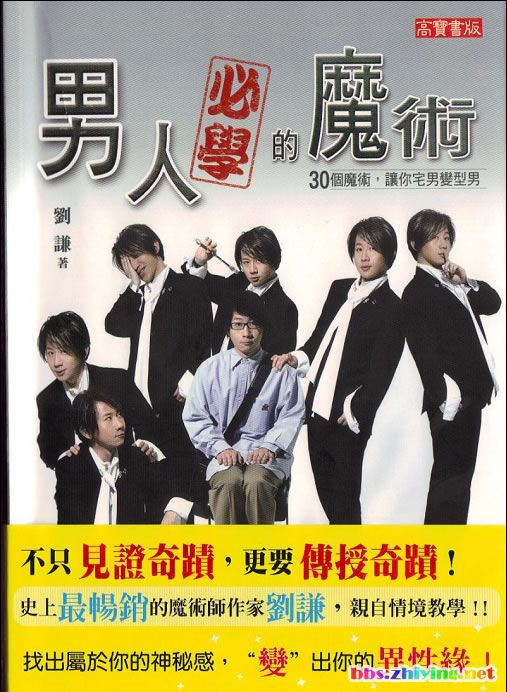 高寶書版
男人必學的魔術
30個魔術，讓你宅男變型男
劉謙 著
不只見證奇蹟，更要傳授奇蹟！
史上最暢銷的魔術師作家劉謙，親自情境教學!!
找出屬於你的神秘感，“變”出你的異性緣！
bbs.zhiying.net